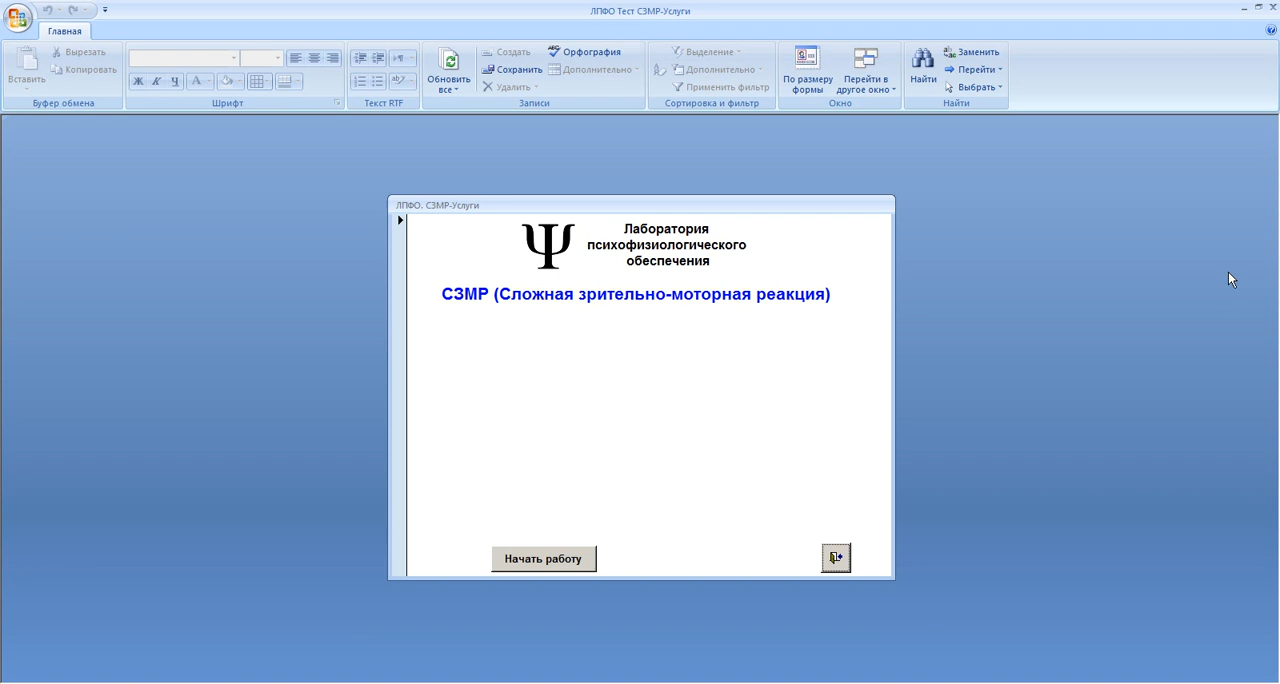 ЛПФО Тест СЗМР-Услуги
Главная
Вставить
Вырезать
Копировать
Буфер обмена
Ж К Ч
Шрифт
Текст RTF
Обновить
все
Создать
Сохранить
Удалить
Орфография
Дополнительно
Записи
Выделение
Дополнительно
Применить фильтр
Сортировка и фильтр
По размеру
формы
Перейти в
другое окно
Окно
Найти
Заменить
Перейти
Выбрать
Найти
ЛПФО. СЗМР-Услуги
Ψ
Лаборатория
психофизиологического
обеспечения
СЗМР (Сложная зрительно-моторная реакция)
Начать работу